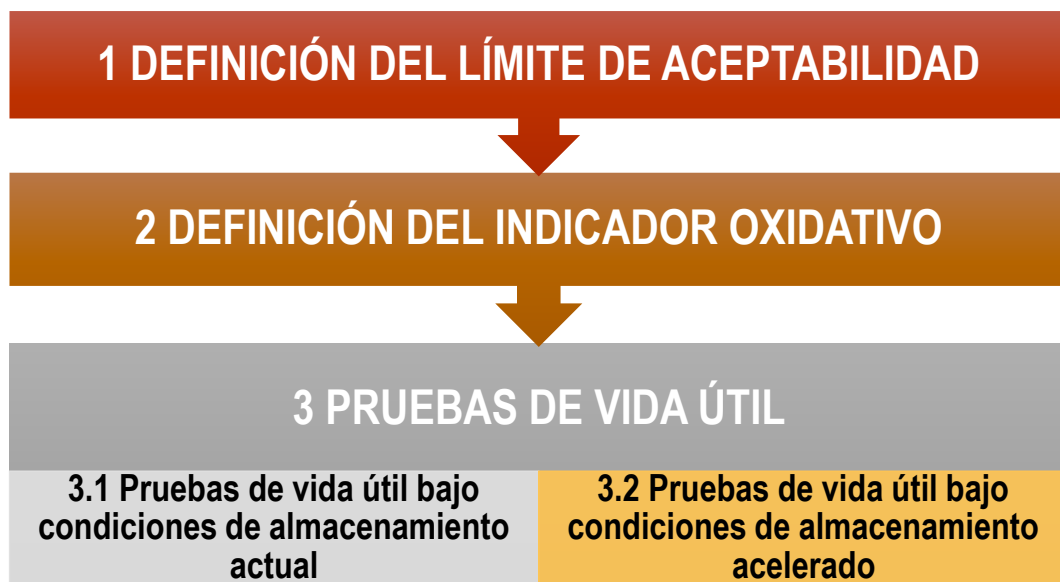 1 DEFINICIÓN DEL LÍMITE DE ACEPTABILIDAD
2 DEFINICIÓN DEL INDICADOR OXIDATIVO
3 PRUEBAS DE VIDA ÚTIL
3.1 Pruebas de vida útil bajo
condiciones de almacenamiento
actual
3.2 Pruebas de vida útil bajo
condiciones de almacenamiento
acelerado